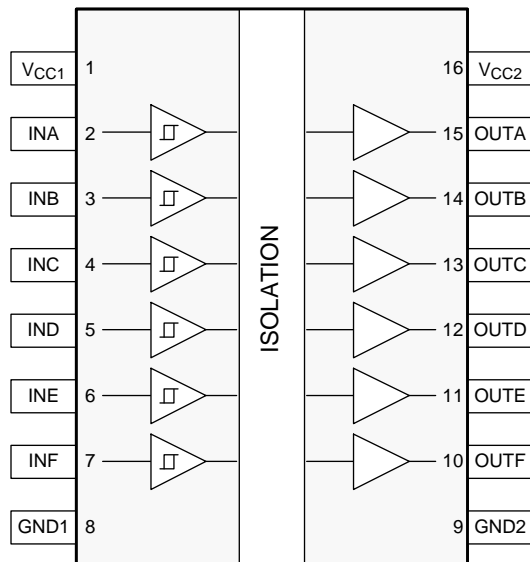 VCC1 1 16 VCC2
INA 2 15 OUTA
INB 3 14 OUTB
INC 4 13 OUTC
IND 5 12 OUTD
INE 6 11 OUTE
INF 7 10 OUTF
GND1 8 9 GND2
ISOLATION